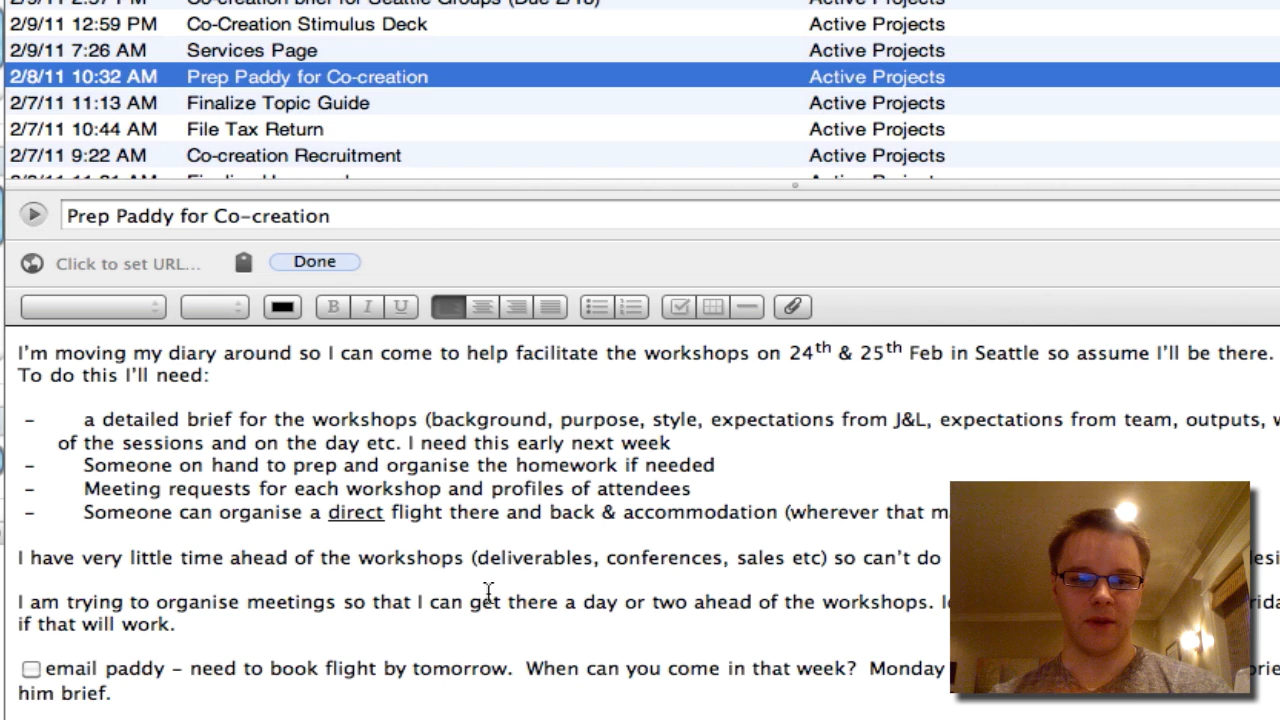 2/9/11 12:59 PM Co-Creation Stimulus Deck Active Projects
2/9/11 7:26 AM Services Page Active Projects
2/8/11 10:32 AM Prep Paddy for Co-creation Active Projects
2/7/11 11:13 AM Finalize Topic Guide Active Projects
2/7/11 10:44 AM File Tax Return Active Projects
2/7/11 9:22 AM Co-creation Recruitment Active Projects
Prep Paddy for Co-creation
Click to set URL... Done
B I U
I'm moving my diary around so I can come to help facilitate the workshops on 24th & 25th Feb in Seattle so assume I'll be there.
To do this I'll need:
- a detailed brief for the workshops (background, purpose, style, expectations from J&L, expectations from team, outputs,
of the sessions and on the day etc. I need this early next week
- Someone on hand to prep and organise the homework if needed
- Meeting requests for each workshop and profiles of attendees
- Someone can organise a direct flight there and back & accommodation (wherever that
I have very little time ahead of the workshops (deliverables, conferences, sales etc) so can't do
I am trying to organise meetings so that I can get there a day or two ahead of the workshops.
if that will work.
email paddy - need to book flight by tomorrow. When can you come in that week? Monday
him brief.